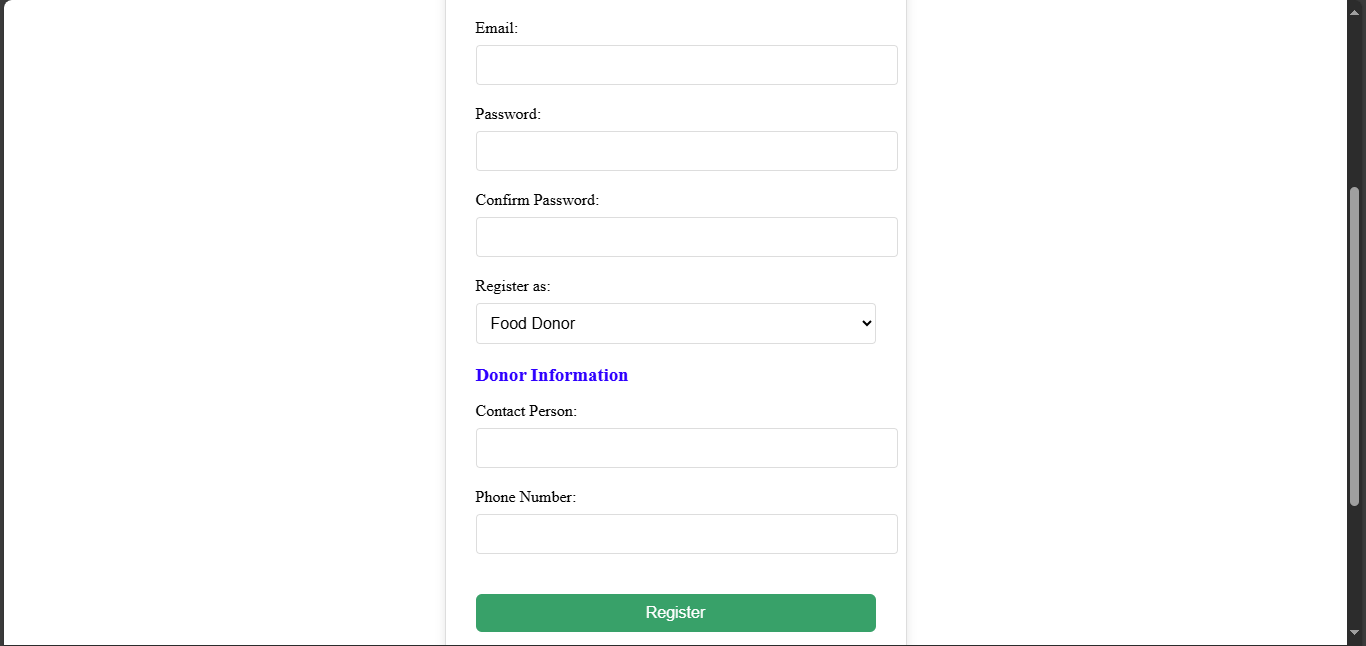 Email:
Password:
Confirm Password:
Register as:
Food Donor
Donor Information
Contact Person:
Phone Number:
Register